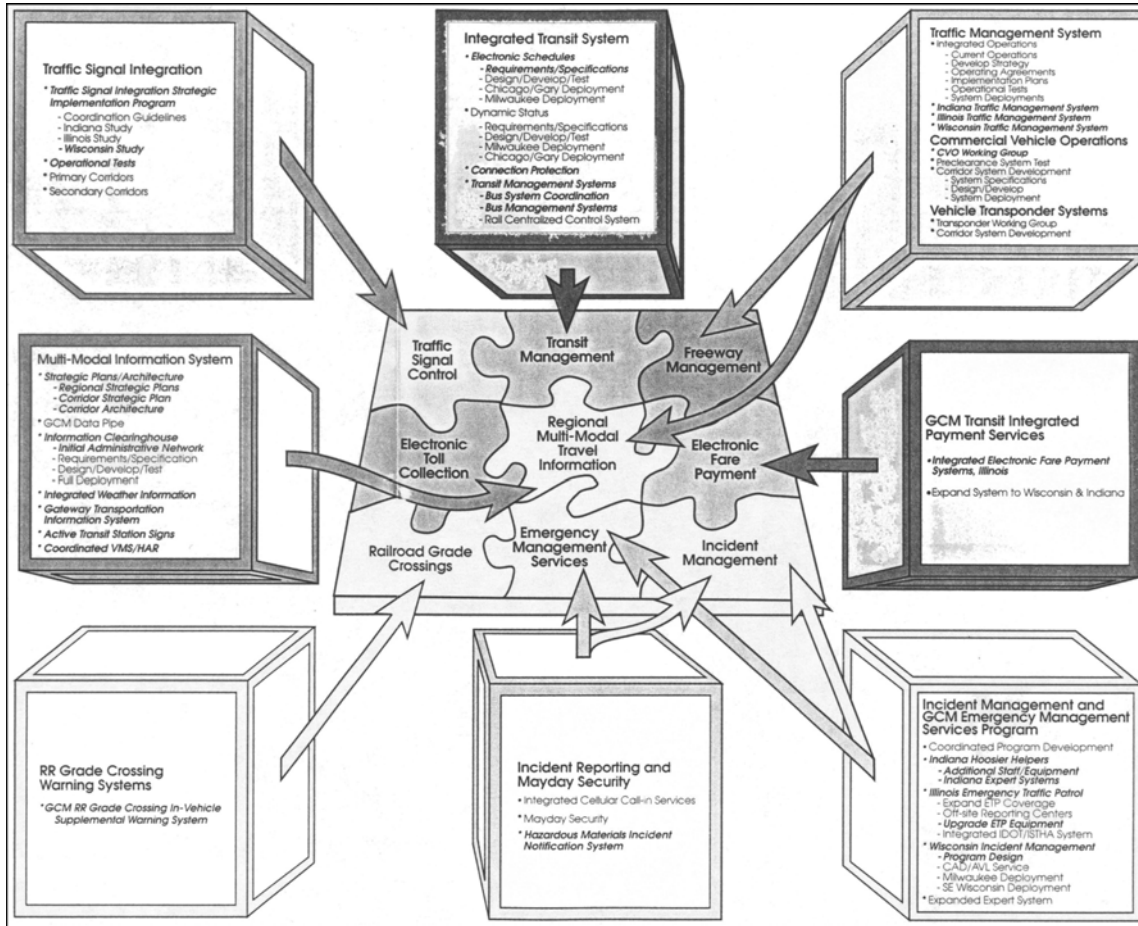 Traffic Signal Integration
* Traffic Signal Integration Strategic
Implementation Program
- Coordination Guidelines
- Indiana Study
- Illinois Study
- Wisconsin Study
* Operational Tests
* Primary Corridors
* Secondary Corridors
Integrated Transit System
• Electronic Schedules
- Requirements/Specifications
- Design/Develop/Test
- Chicago/Gary Deployment
- Milwaukee Deployment
* Dynamic Status
- Requirements/Specifications
- Design/Develop/Test
- Milwaukee Deployment
- Chicago/Gary Deployment
* Connection Protection
* Transit Management Systems
- Bus System Coordination
- Bus Management Systems
- Rail Centralized Control System
Traffic Management System
• Integrated Operations
- Current Operations
- Develop Strategy
- Operating Agreements
- Implementation Plans
- Operational Tests
- System Deployments
* Indiana Traffic Management System
* Illinois Traffic Management System
* Wisconsin Traffic Management System
Commercial Vehicle Operations
* CVO Working Group
* Preclearance System Test
* Corridor System Development
- System Specifications
- Design/Develop
- System Deployment
Vehicle Transponder Systems
* Transponder Working Group
* Corridor System Development
Multi-Modal Information System
* Strategic Plans/Architecture
- Regional Strategic Plans
- Corridor Strategic Plan
- Corridor Architecture
* GCM Data Pipe
* Information Clearinghouse
- Initial Administrative Network
- Requirements/Specification
- Design/Develop/Test
- Full Deployment
* Integrated Weather Information
* Gateway Transportation
Information System
* Active Transit Station Signs
* Coordinated VMS/HAR
Traffic
Signal
Control
Transit
Management
Freeway
Management
Electronic
Toll
Collection
Regional
Multi-Modal
Travel
Information
Electronic
Fare
Payment
Railroad Grade
Crossings
Emergency
Management
Services
Incident
Management
GCM Transit Integrated
Payment Services
• Integrated Electronic Fare Payment
Systems, Illinois
• Expand System to Wisconsin & Indiana
RR Grade Crossing
Warning Systems
* GCM RR Grade Crossing In-Vehicle
Supplemental Warning System
Incident Reporting and
Mayday Security
• Integrated Cellular Call-in Services
* Mayday Security
* Hazardous Materials Incident
Notification System
Incident Management and
GCM Emergency Management
Services Program
• Coordinated Program Development
• Indiana Hoosier Helpers
- Additional Staff/Equipment
- Indiana Expert Systems
* Illinois Emergency Traffic Patrol
- Expand ETP Coverage
- Off-site Reporting Centers
- Upgrade ETP Equipment
- Integrated IDOT/ISTHA System
* Wisconsin Incident Management
- Program Design
- CAD/AVL Service
- Milwaukee Deployment
- SE Wisconsin Deployment
• Expanded Expert System